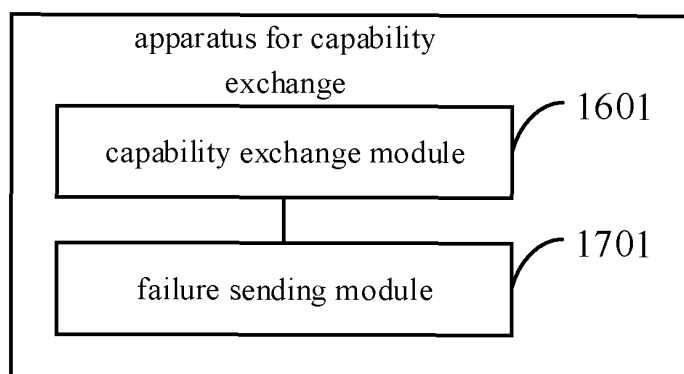 apparatus for capability
exchange
1601
capability exchange module
1701
failure sending module